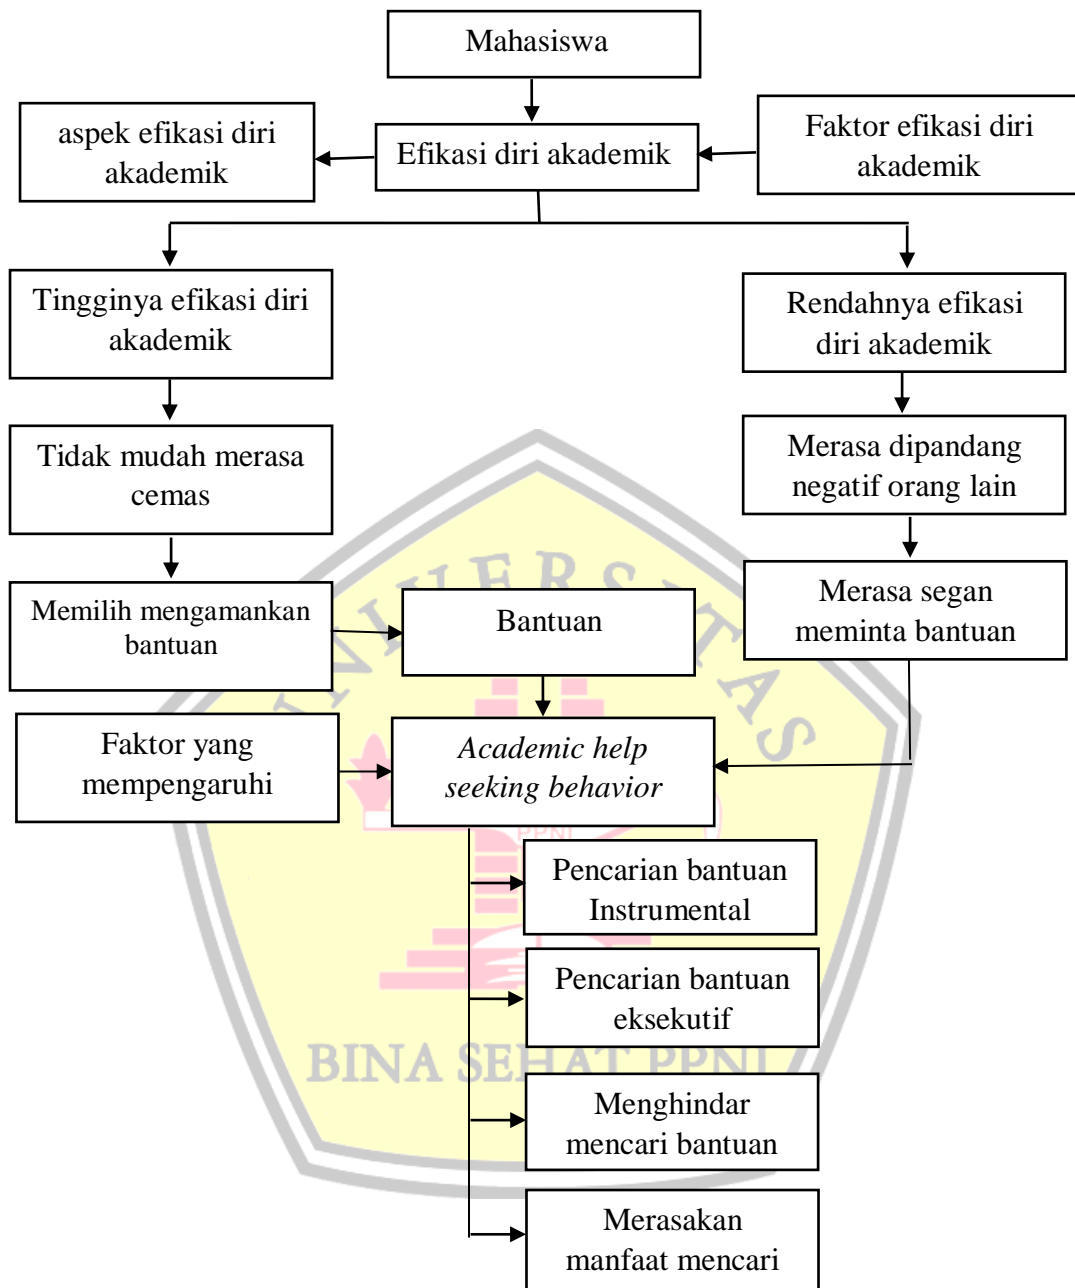 Mahasiswa
aspek efikasi diri
akademik
Efikasi diri akademik
Faktor efikasi diri
akademik
Tingginya efikasi diri
akademik
Rendahnya efikasi
diri akademik
Tidak mudah merasa
cemas
Merasa dipandang
negatif orang lain
Memilih mengamankan
bantuan
Bantuan
Merasa segan
meminta bantuan
Faktor yang
mempengaruhi
Academic help
seeking behavior
Pencarian bantuan
Instrumental
Pencarian bantuan
eksekutif
Menghindar
mencari bantuan
Merasakan
manfaat mencari
UNIVERSITAS
PPNI
BINA SEHAT PPNI